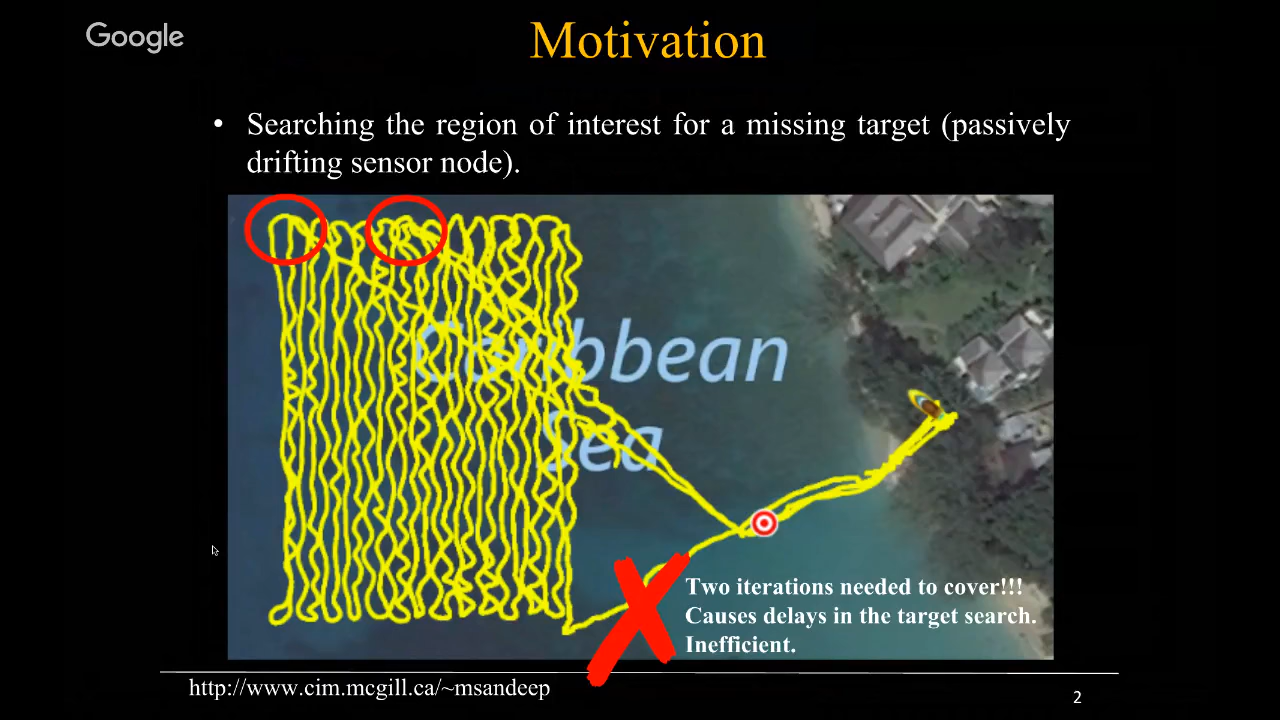 Google
Motivation
• Searching the region of interest for a missing target (passively
drifting sensor node).
Caribbean
Sea
Two iterations needed to cover!!!
Causes delays in the target search.
Inefficient.
http://www.cim.mcgill.ca/~msandeep
2